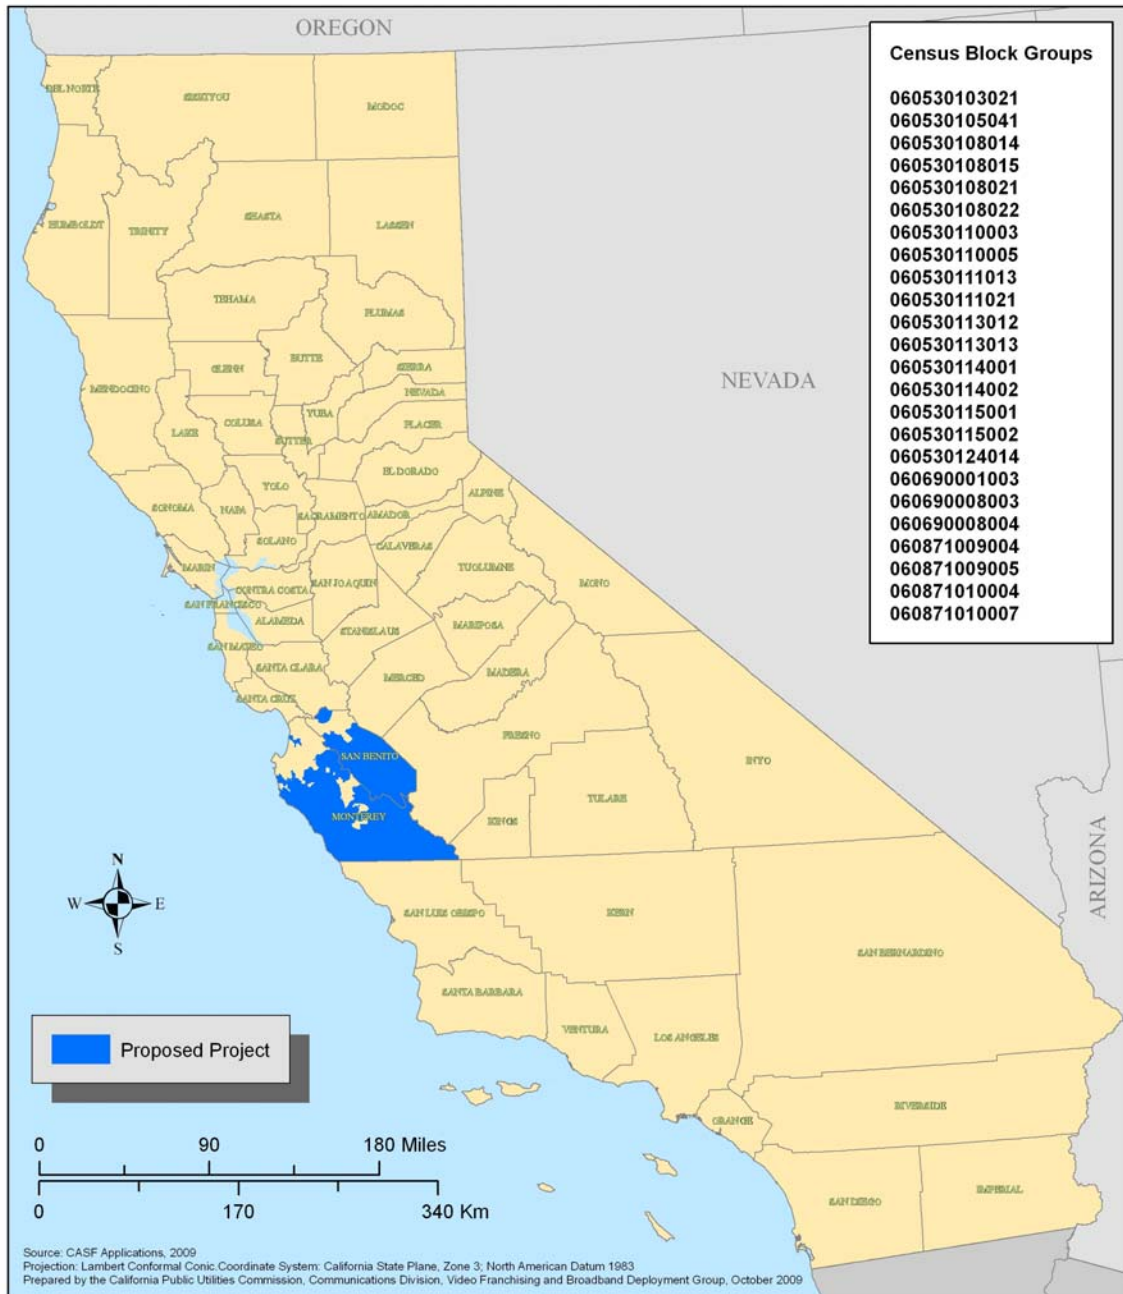 OREGON
Census Block Groups
060530103021
060530105041
060530108014
060530108015
060530108021
060530108022
060530110003
060530110005
060530111013
060530111021
060530113012
060530113013
060530114001
060530114002
060530115001
060530115002
060530124014
060690001003
060690008003
060690008004
060871009004
060871009005
060871010004
060871010007
DEL NORTE
SISKIYOU
MODOC
HUMBOLDT
TRINITY
SHASTA
LASSEN
TEHAMA
PLUMAS
NEVADA
MENDOCINO
GLENN
BUTTE
SIERRA
NEVADA
LAKE
COLUSA
SUTTER
YUBA
PLACER
EL DORADO
SONOMA
NAPA
YOLO
SACRAMENTO
AMADOR
ALPINE
SOLANO
CALAVERAS
MARIN
CONTRA COSTA
SAN JOAQUIN
TUOLUMNE
MONO
SAN FRANCISCO
ALAMEDA
STANISLAUS
MARIPOSA
SAN MATEO
SANTA CLARA
MERCED
MADERA
SANTA CRUZ
FRESNO
SAN BENITO
INYO
TULARE
MONTEREY
KINGS
ARIZONA
N
W
E
S
SAN LUIS OBISPO
KERN
SAN BERNARDINO
SANTA BARBARA
VENTURA
LOS ANGELES
Proposed Project
ORANGE
RIVERSIDE
SAN DIEGO
IMPERIAL
0 90 180 Miles
0 170 340 Km
Source: CASF Applications, 2009
Projection: Lambert Conformal Conic.Coordinate System: California State Plane, Zone 3; North American Datum 1983
Prepared by the California Public Utilities Commission, Communications Division, Video Franchising and Broadband Deployment Group, October 2009